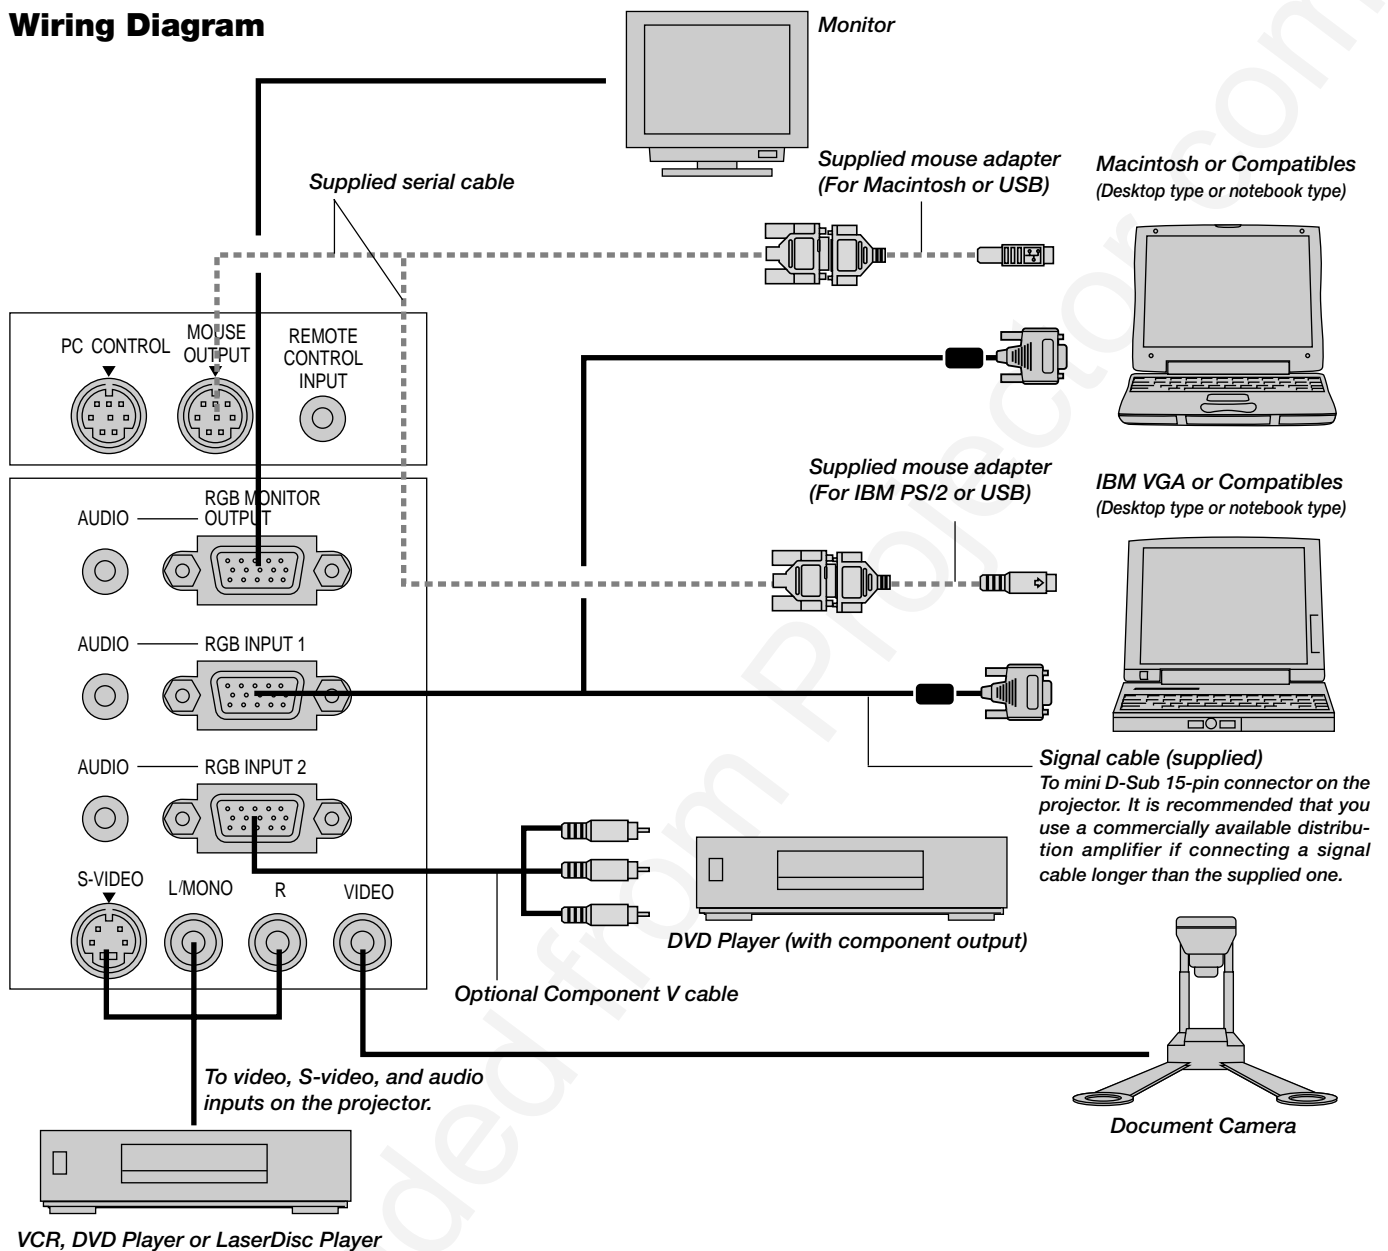 Wiring Diagram
Monitor
Supplied serial cable
Supplied mouse adapter
(For Macintosh or USB)
Macintosh or Compatibles
(Desktop type or notebook type)
PC CONTROL
MOUSE
OUTPUT
REMOTE
CONTROL
INPUT
Supplied mouse adapter
(For IBM PS/2 or USB)
IBM VGA or Compatibles
(Desktop type or notebook type)
AUDIO
RGB MONITOR
OUTPUT
AUDIO
RGB INPUT 1
AUDIO
RGB INPUT 2
Signal cable (supplied)
To mini D-Sub 15-pin connector on the
projector. It is recommended that you
use a commercially available distribu-
tion amplifier if connecting a signal
cable longer than the supplied one.
S-VIDEO
L/MONO
R
VIDEO
DVD Player (with component output)
Optional Component V cable
To video, S-video, and audio
inputs on the projector.
Document Camera
VCR, DVD Player or LaserDisc Player
ded from Projector.com